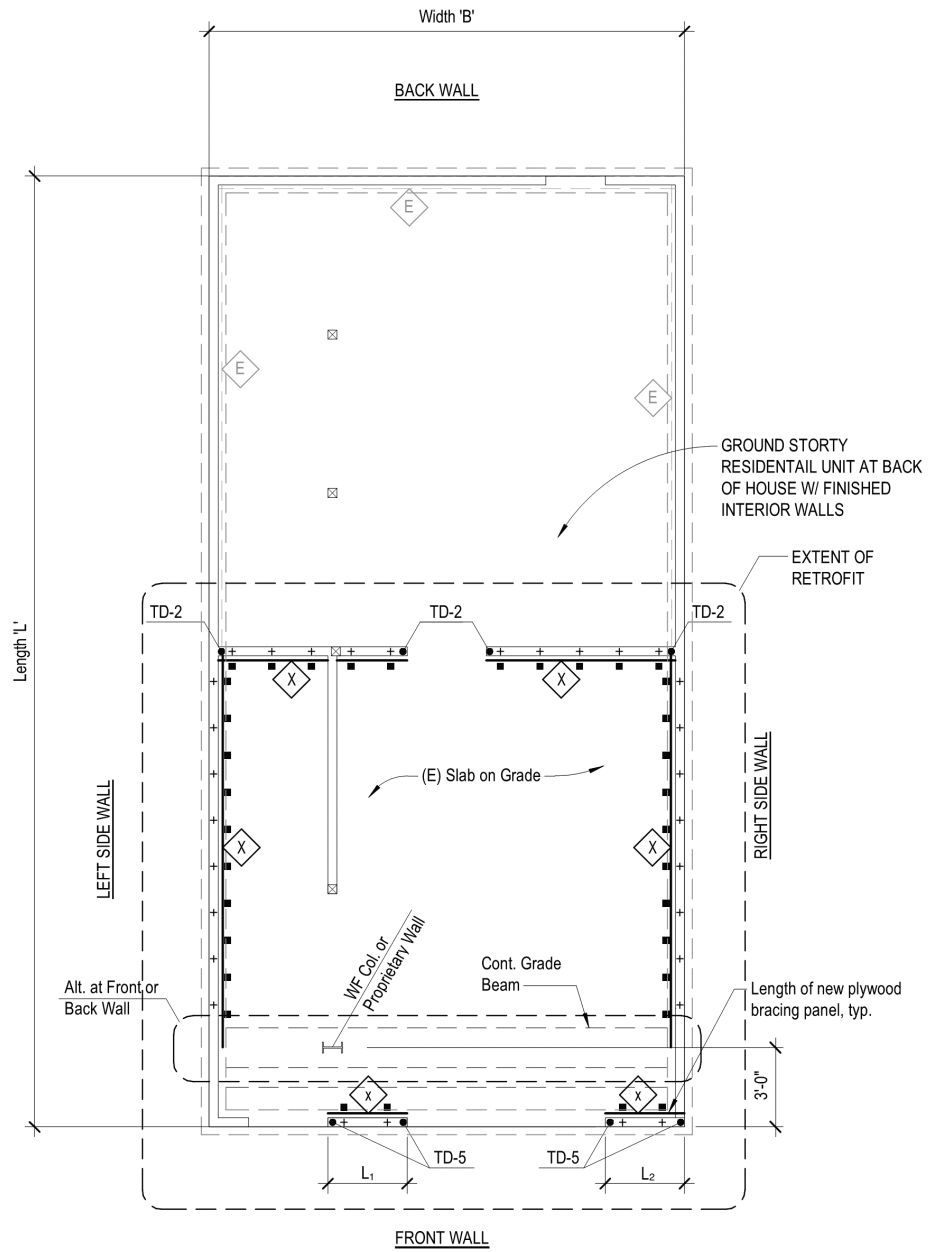 Width 'B'
BACK WALL
E
E
E
GROUND STORTY
RESIDENTAIL UNIT AT BACK
OF HOUSE W/ FINISHED
INTERIOR WALLS
EXTENT OF
RETROFIT
TD-2
TD-2
TD-2
Length 'L'
X
X
(E) Slab on Grade
LEFT SIDE WALL
RIGHT SIDE WALL
X
X
WF Col. or
Proprietary Wall
Cont. Grade
Beam
Alt. at Front or
Back Wall
Length of new plywood
bracing panel, typ.
X
X
3'-0"
TD-5
TD-5
L1
L2
FRONT WALL